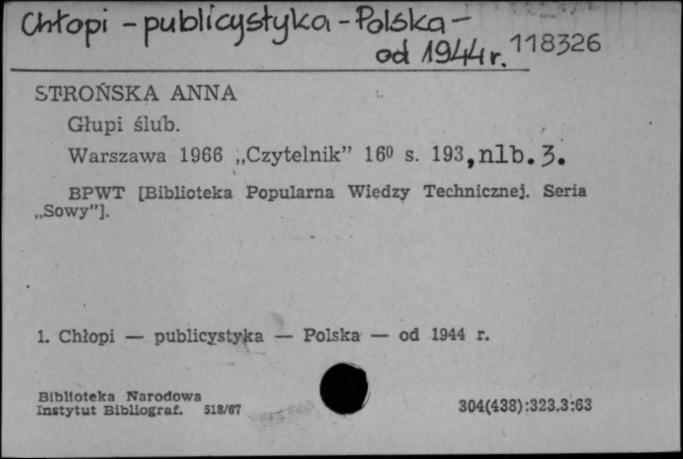 Chłopi - publicystyka - Polska -
od 1944 r. 118326
STROŃSKA ANNA
Głupi ślub.
Warszawa 1966 „Czytelnik” 16⁰ s. 193, nlb. 3.
BPWT [Biblioteka Popularna Wiedzy Technicznej. Seria
„Sowy”].
1. Chłopi — publicystyka — Polska — od 1944 r.
Biblioteka Narodowa
Instytut Bibliograf. 518/67
304(438):323.3:63